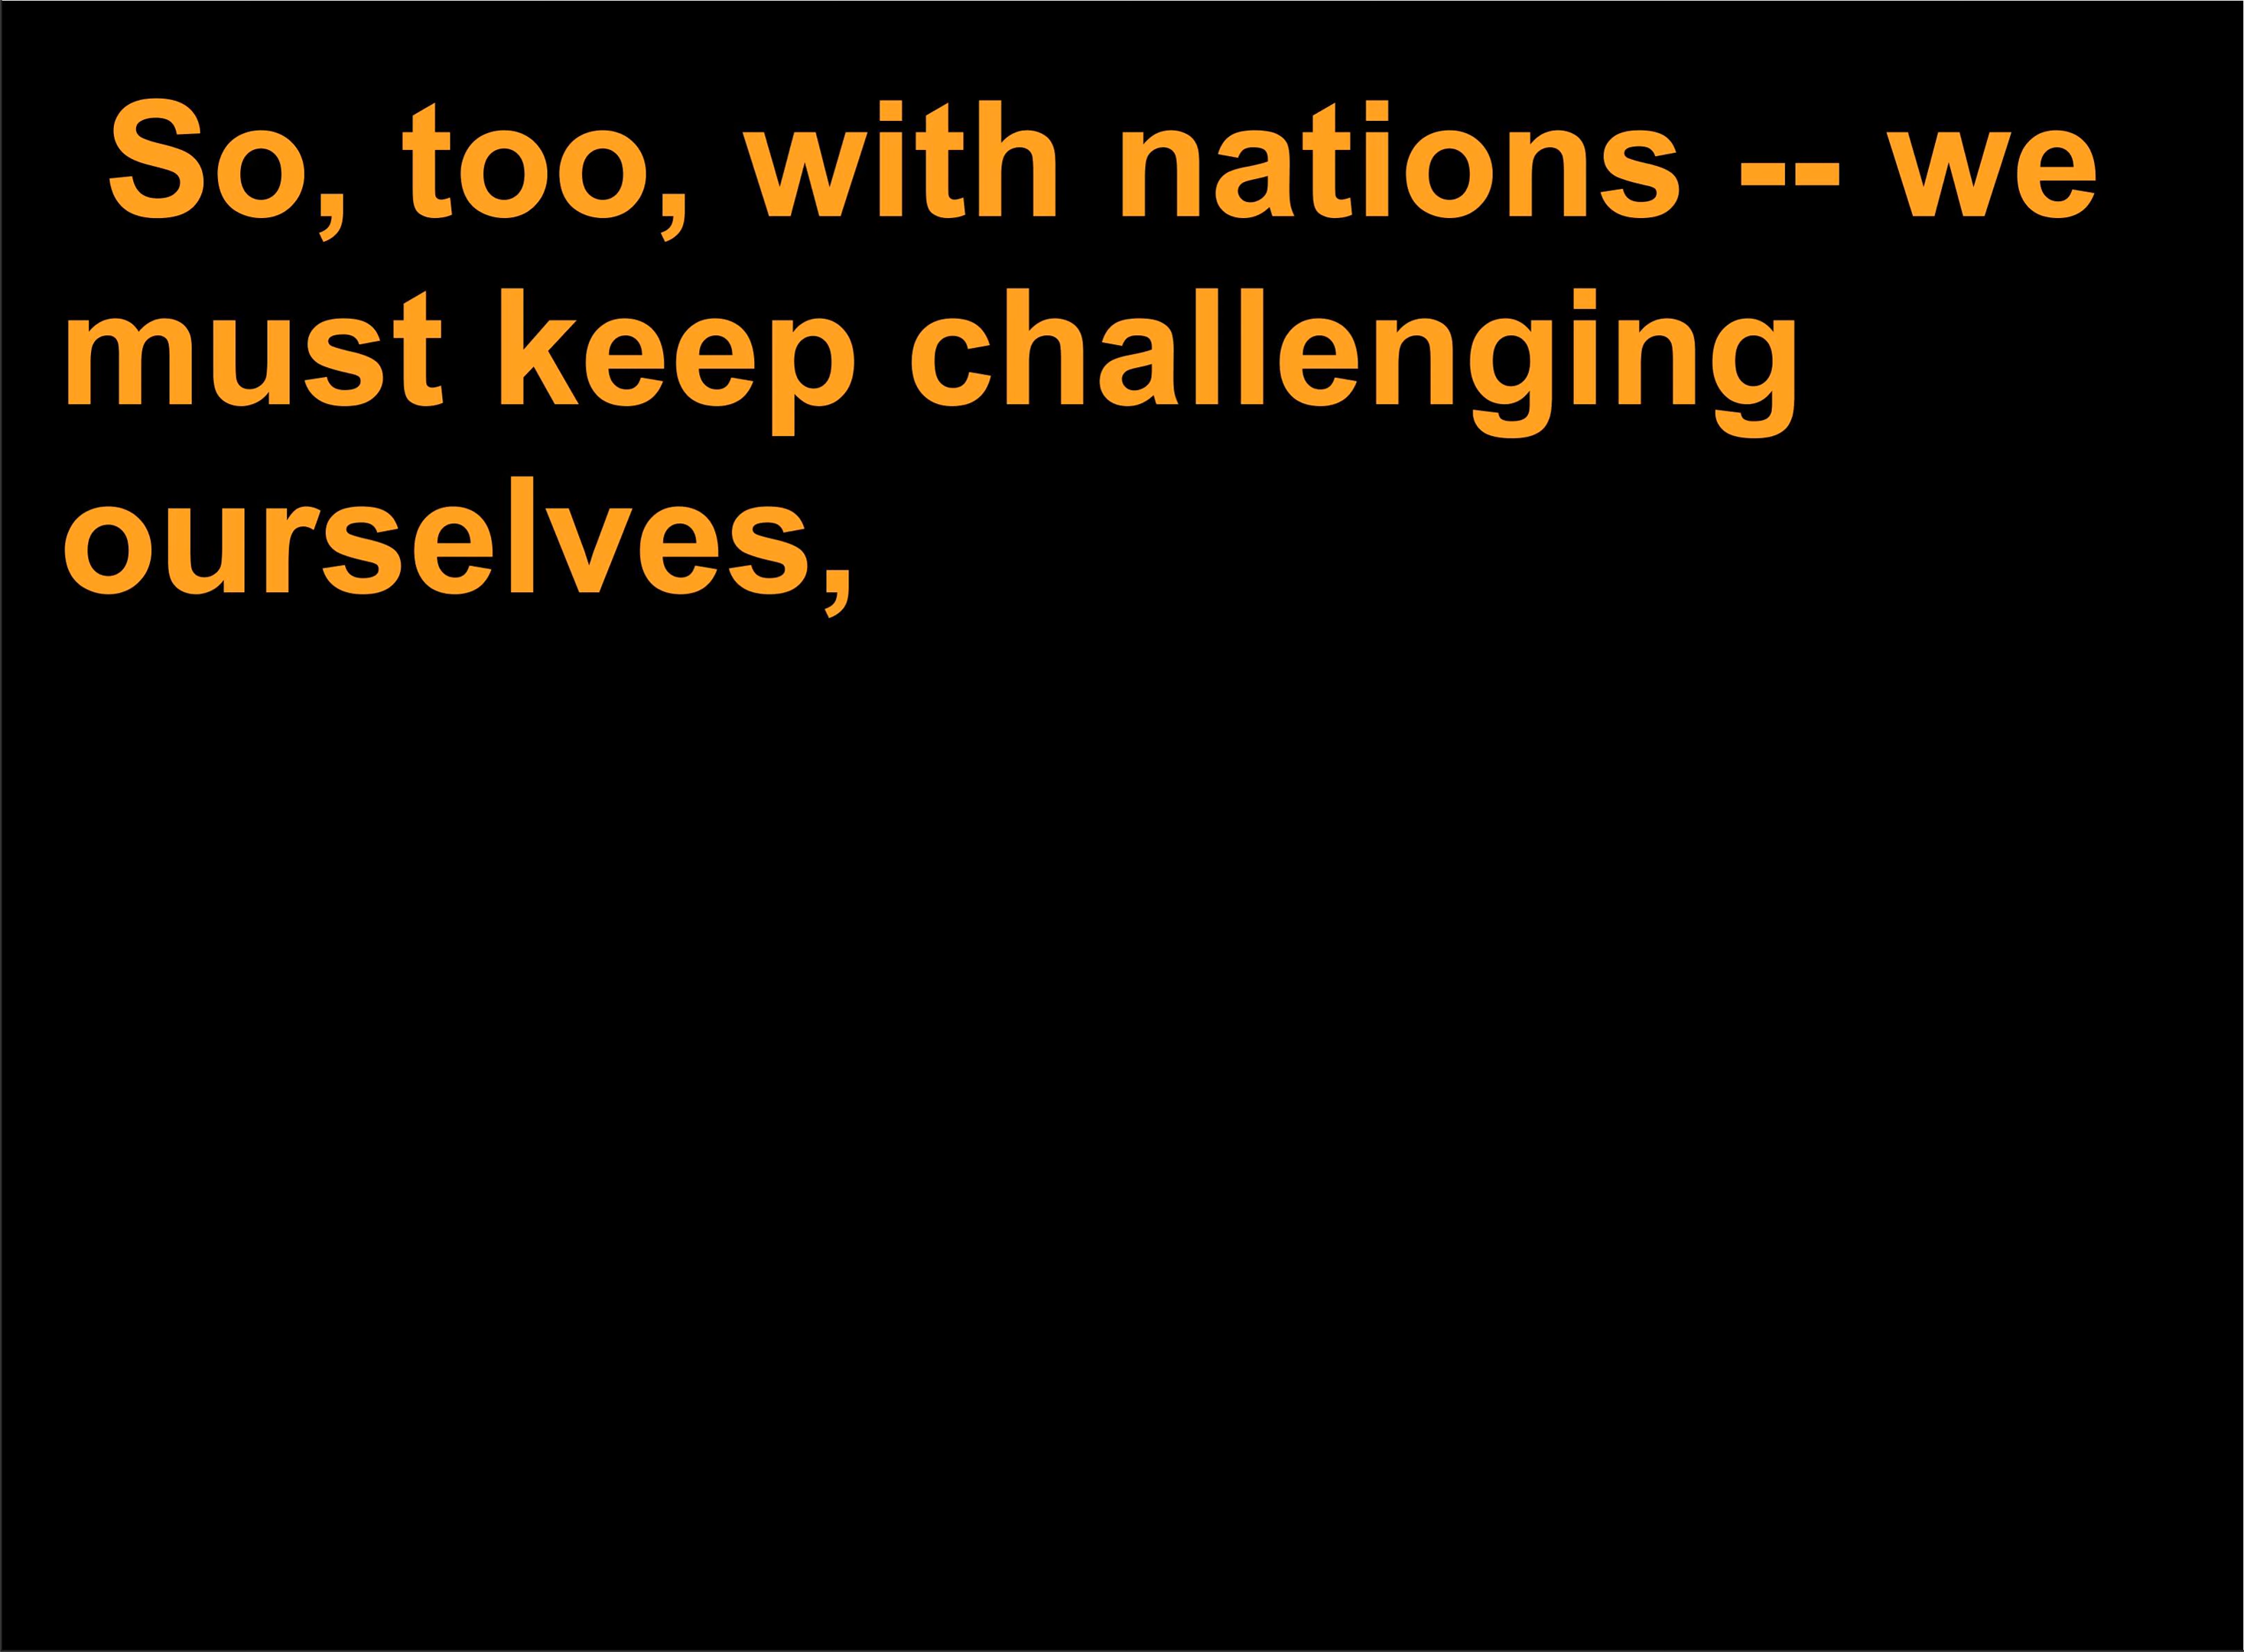 So, too, with nations -- we
must keep challenging
ourselves,